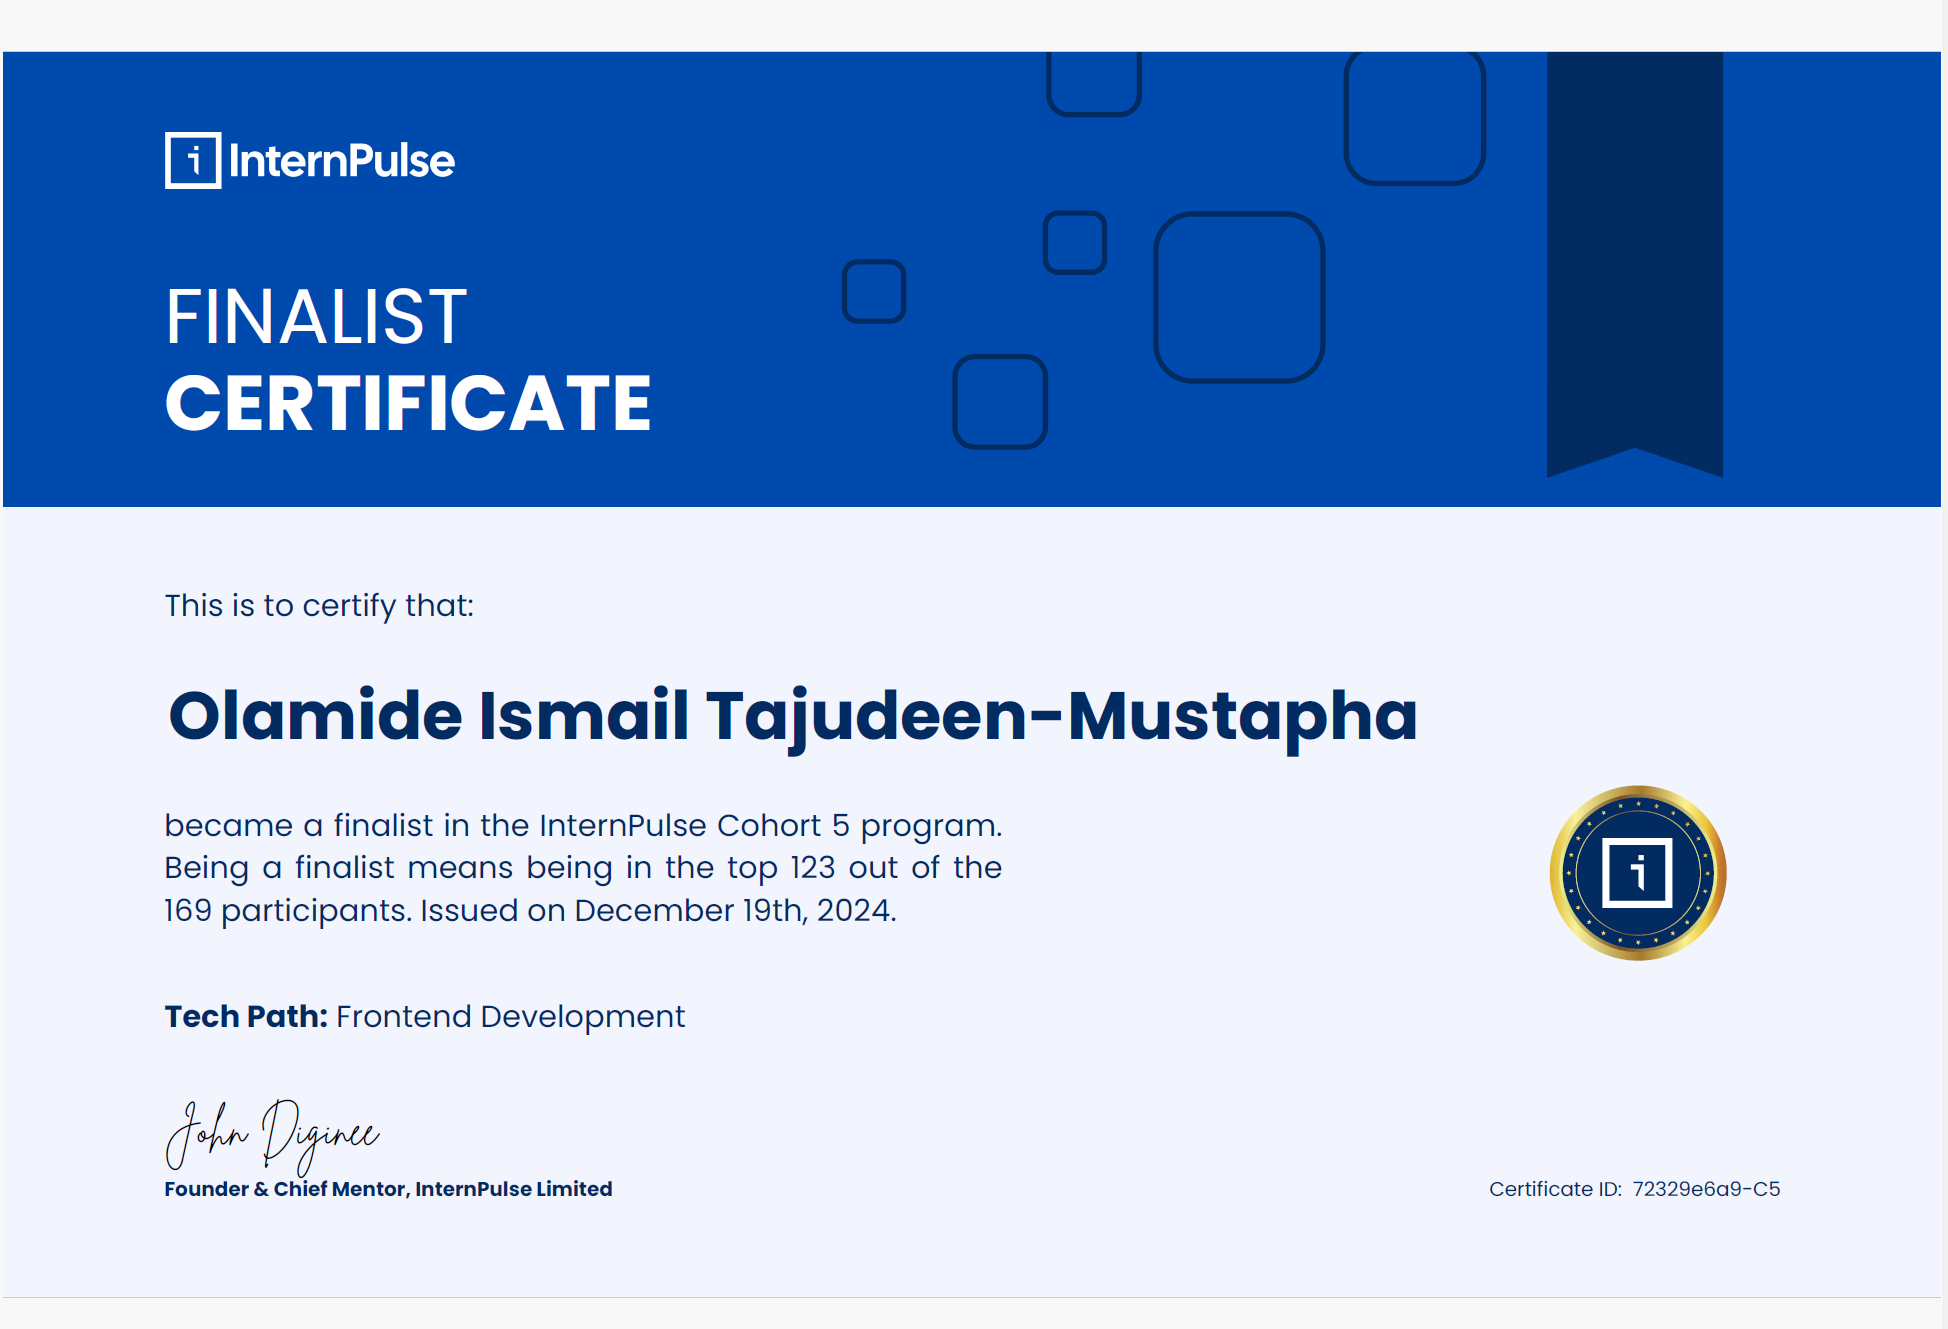 InternPulse
FINALIST
CERTIFICATE
This is to certify that:
Olamide Ismail Tajudeen-Mustapha
became a finalist in the InternPulse Cohort 5 program.
Being a finalist means being in the top 123 out of the
169 participants. Issued on December 19th, 2024.
Tech Path: Frontend Development
John Diginee
Founder & Chief Mentor, InternPulse Limited
Certificate ID: 72329e6a9-C5